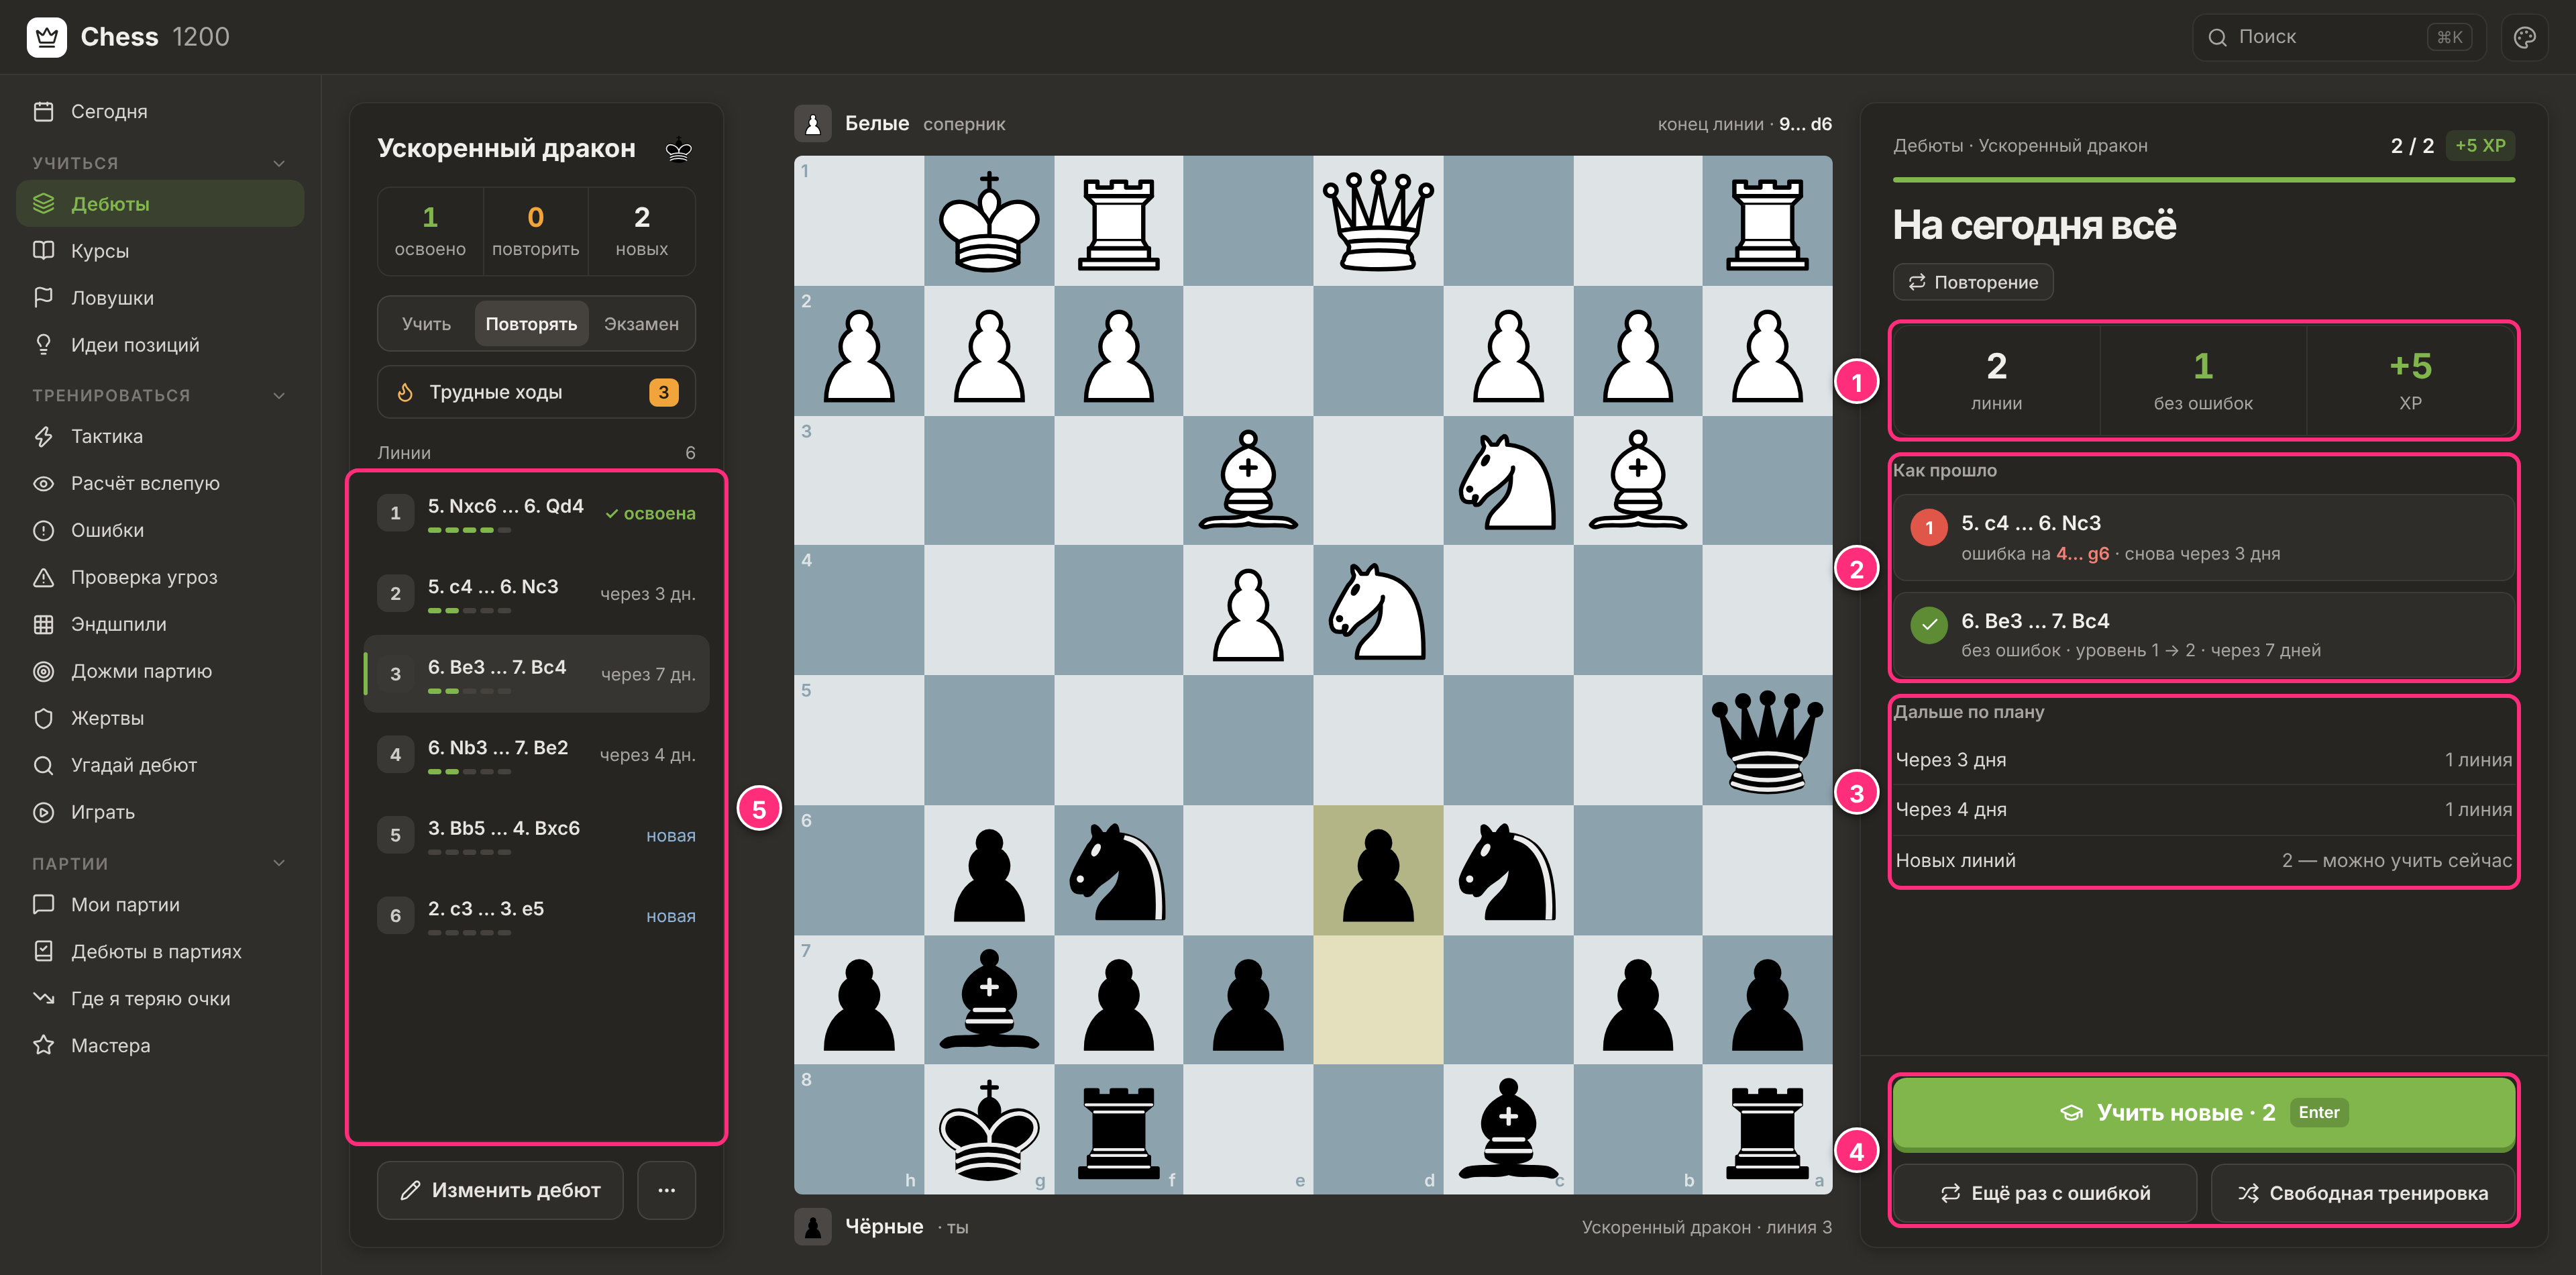 Chess 1200
Поиск ⌘K
Сегодня
УЧИТЬСЯ
Дебюты
Курсы
Ловушки
Идеи позиций
ТРЕНИРОВАТЬСЯ
Тактика
Расчёт вслепую
Ошибки
Проверка угроз
Эндшпили
Дожми партию
Жертвы
Угадай дебют
Играть
ПАРТИИ
Мои партии
Дебюты в партиях
Где я теряю очки
Мастера
Ускоренный дракон
1 0 2
освоено повторить новых
Учить Повторять Экзамен
Трудные ходы 3
Линии 6
1 5. Nxc6 ... 6. Qd4 освоена
2 5. c4 ... 6. Nc3 через 3 дн.
3 6. Be3 ... 7. Bc4 через 7 дн.
4 6. Nb3 ... 7. Be2 через 4 дн.
5 3. Bb5 ... 4. Bxc6 новая
6 2. c3 ... 3. e5 новая
5
Изменить дебют ...
Белые соперник конец линии · 9... d6
1
2
3
4
5
6
7
8
h g f e d c b a
Чёрные · ты Ускоренный дракон · линия 3
Дебюты · Ускоренный дракон 2 / 2 +5 XP
На сегодня всё
Повторение
1
2 1 +5
линии без ошибок XP
2
Как прошло
1 5. c4 ... 6. Nc3
ошибка на 4... g6 · снова через 3 дня
6. Be3 ... 7. Bc4
без ошибок · уровень 1 → 2 · через 7 дней
3
Дальше по плану
Через 3 дня 1 линия
Через 4 дня 1 линия
Новых линий 2 — можно учить сейчас
4
Учить новые · 2 Enter
Ещё раз с ошибкой Свободная тренировка